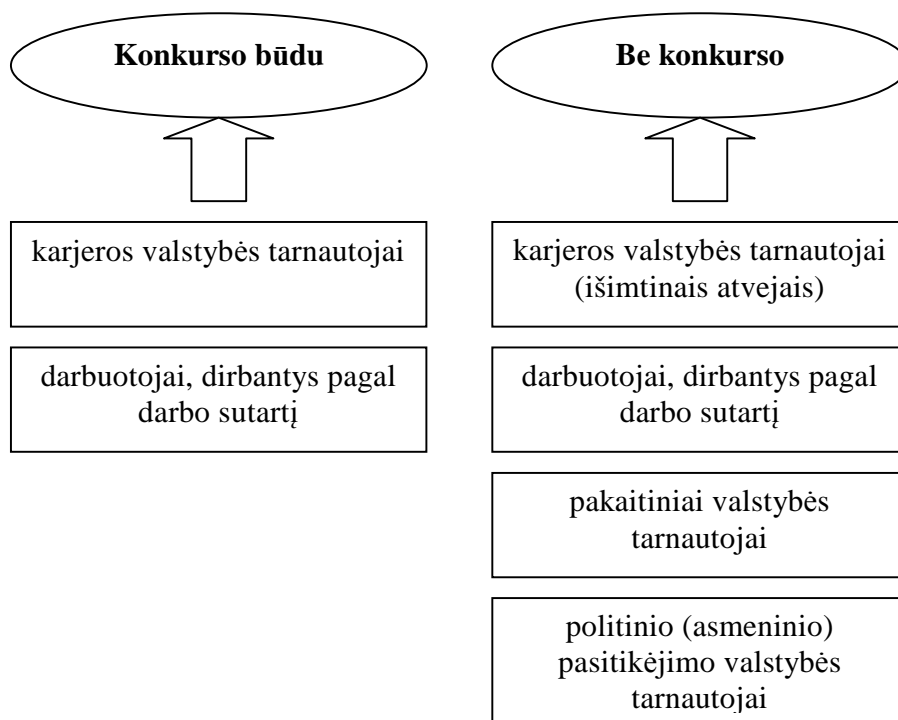 Konkurso būdu
Be konkurso
karjeros valstybės tarnautojai
karjeros valstybės tarnautojai
(išimtinais atvejais)
darbuotojai, dirbantys pagal
darbo sutartį
darbuotojai, dirbantys pagal
darbo sutartį
pakaitiniai valstybės
tarnautojai
politinio (asmeninio)
pasitikėjimo valstybės
tarnautojai